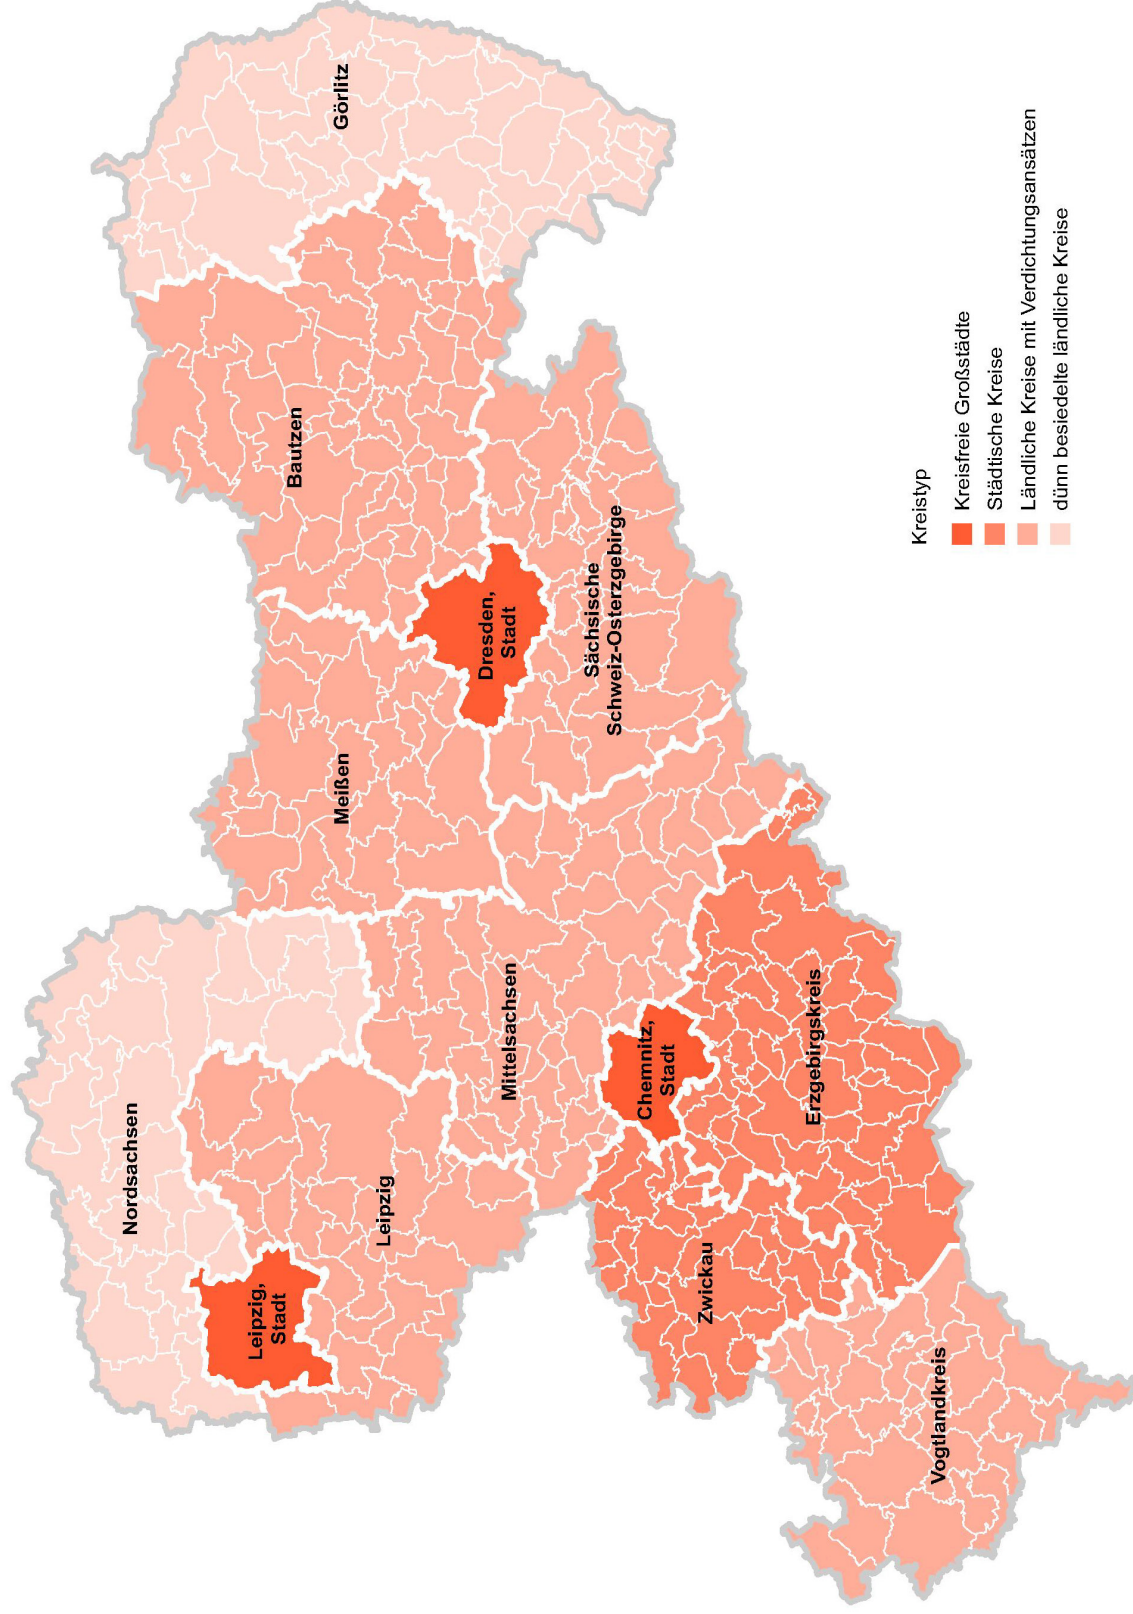 Nordsachsen
Leipzig,
Stadt
Leipzig
Meißen
Bautzen
Görlitz
Dresden,
Stadt
Mittelsachsen
Sächsische
Schweiz-Osterzgebirge
Chemnitz,
Stadt
Zwickau
Erzgebirgskreis
Vogtlandkreis
Kreistyp
Kreisfreie Großstädte
Städtische Kreise
Ländliche Kreise mit Verdichtungsansätzen
dünn besiedelte ländliche Kreise